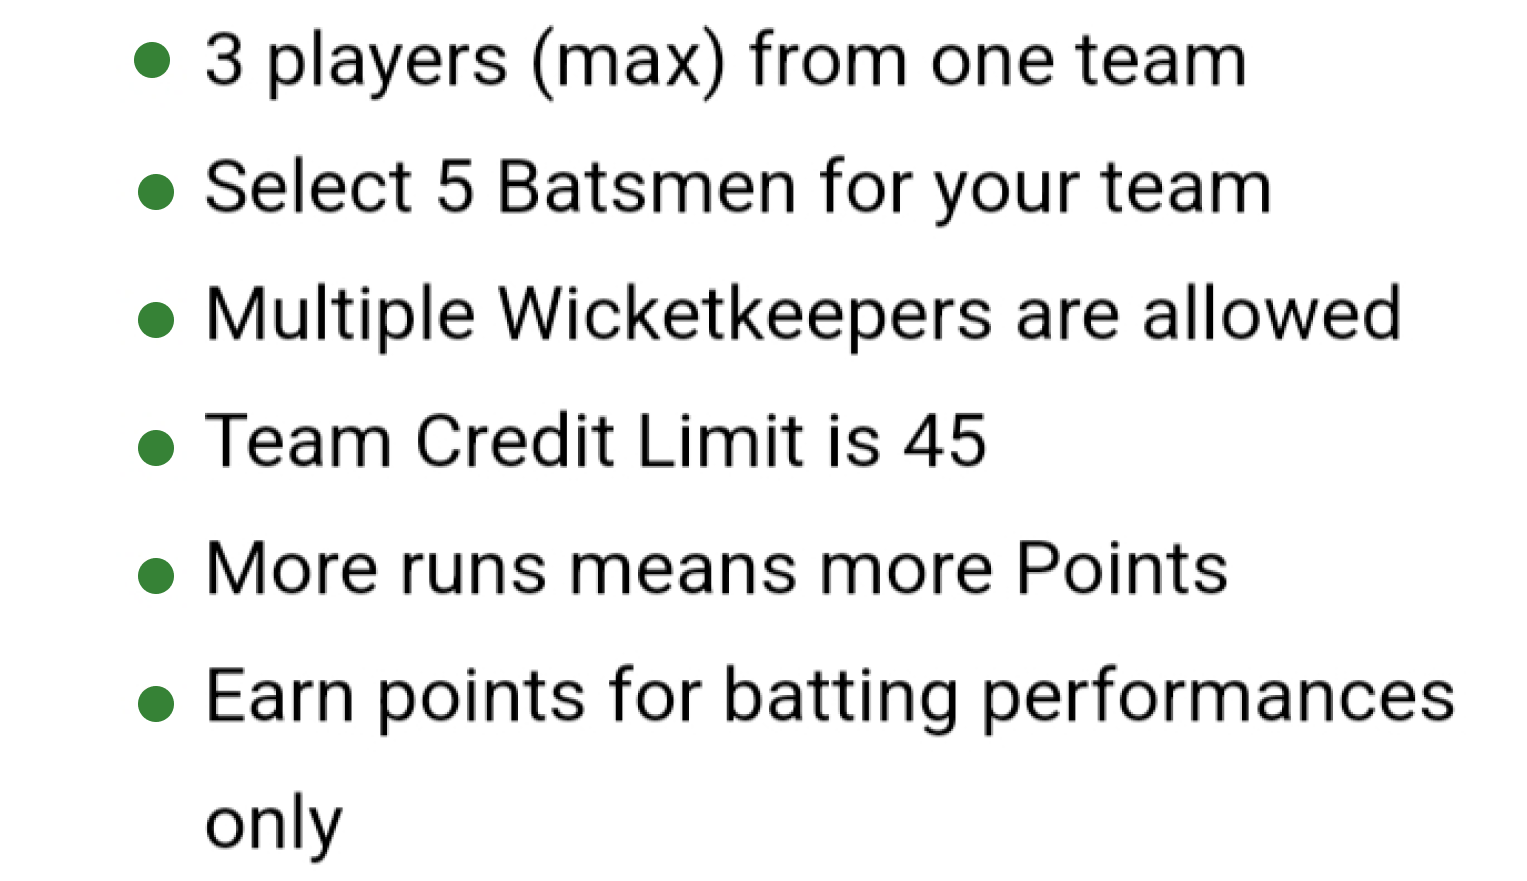 3 players (max) from one team
Select 5 Batsmen for your team
Multiple Wicketkeepers are allowed
Team Credit Limit is 45
More runs means more Points
Earn points for batting performances
only